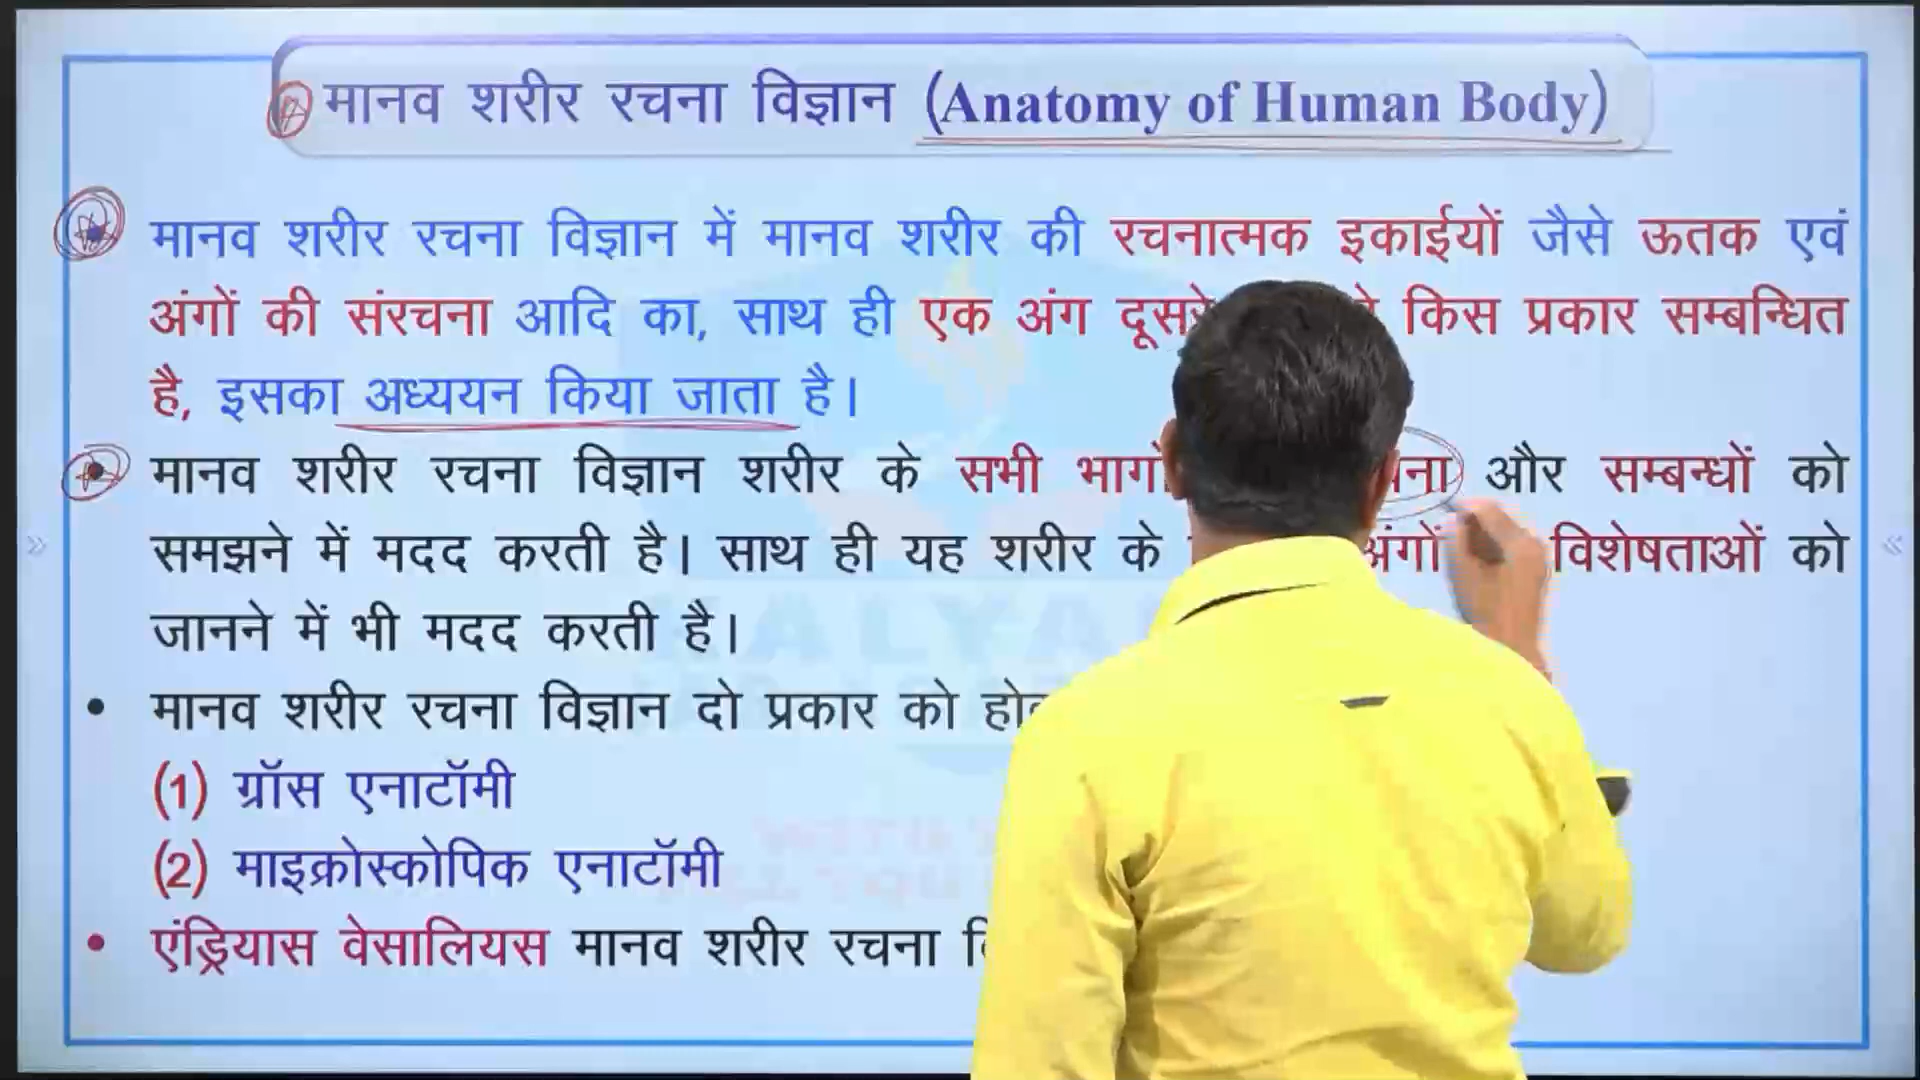 मानव शरीर रचना विज्ञान (Anatomy of Human Body)
मानव शरीर रचना विज्ञान में मानव शरीर की रचनात्मक इकाईयों जैसे ऊतक एवं
अंगों की संरचना आदि का, साथ ही एक अंग किस प्रकार सम्बन्धित
है, इसका अध्ययन किया जाता है।
• मानव शरीर रचना विज्ञान शरीर के सभी और सम्बन्धों को
समझने में मदद करती है। साथ ही यह शरीर के अंगों विशेषताओं को
जानने में भी मदद करती है।
• मानव शरीर रचना विज्ञान दो प्रकार को
(1) ग्रॉस एनाटॉमी
(2) माइक्रोस्कोपिक एनाटॉमी
• एंड्रियास वेसालियस मानव शरीर रचना